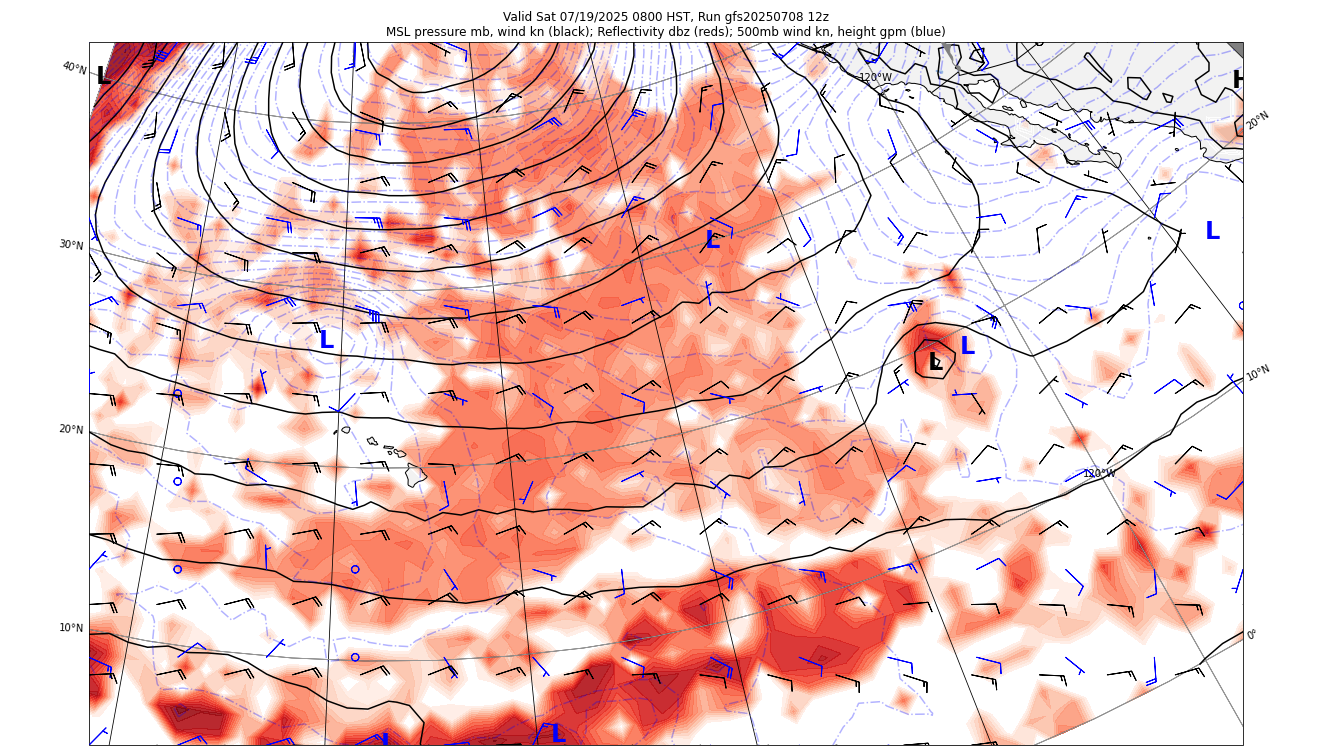 Valid Sat 07/19/2025 0800 HST, Run gfs20250708 12z
MSL pressure mb, wind kn (black); Reflectivity dbz (reds); 500mb wind kn, height gpm (blue)
40°N
L
120°W
H
20°N
30°N
L
L
L
L
L
10°N
20°N
120°W
10°N
0°
L
L